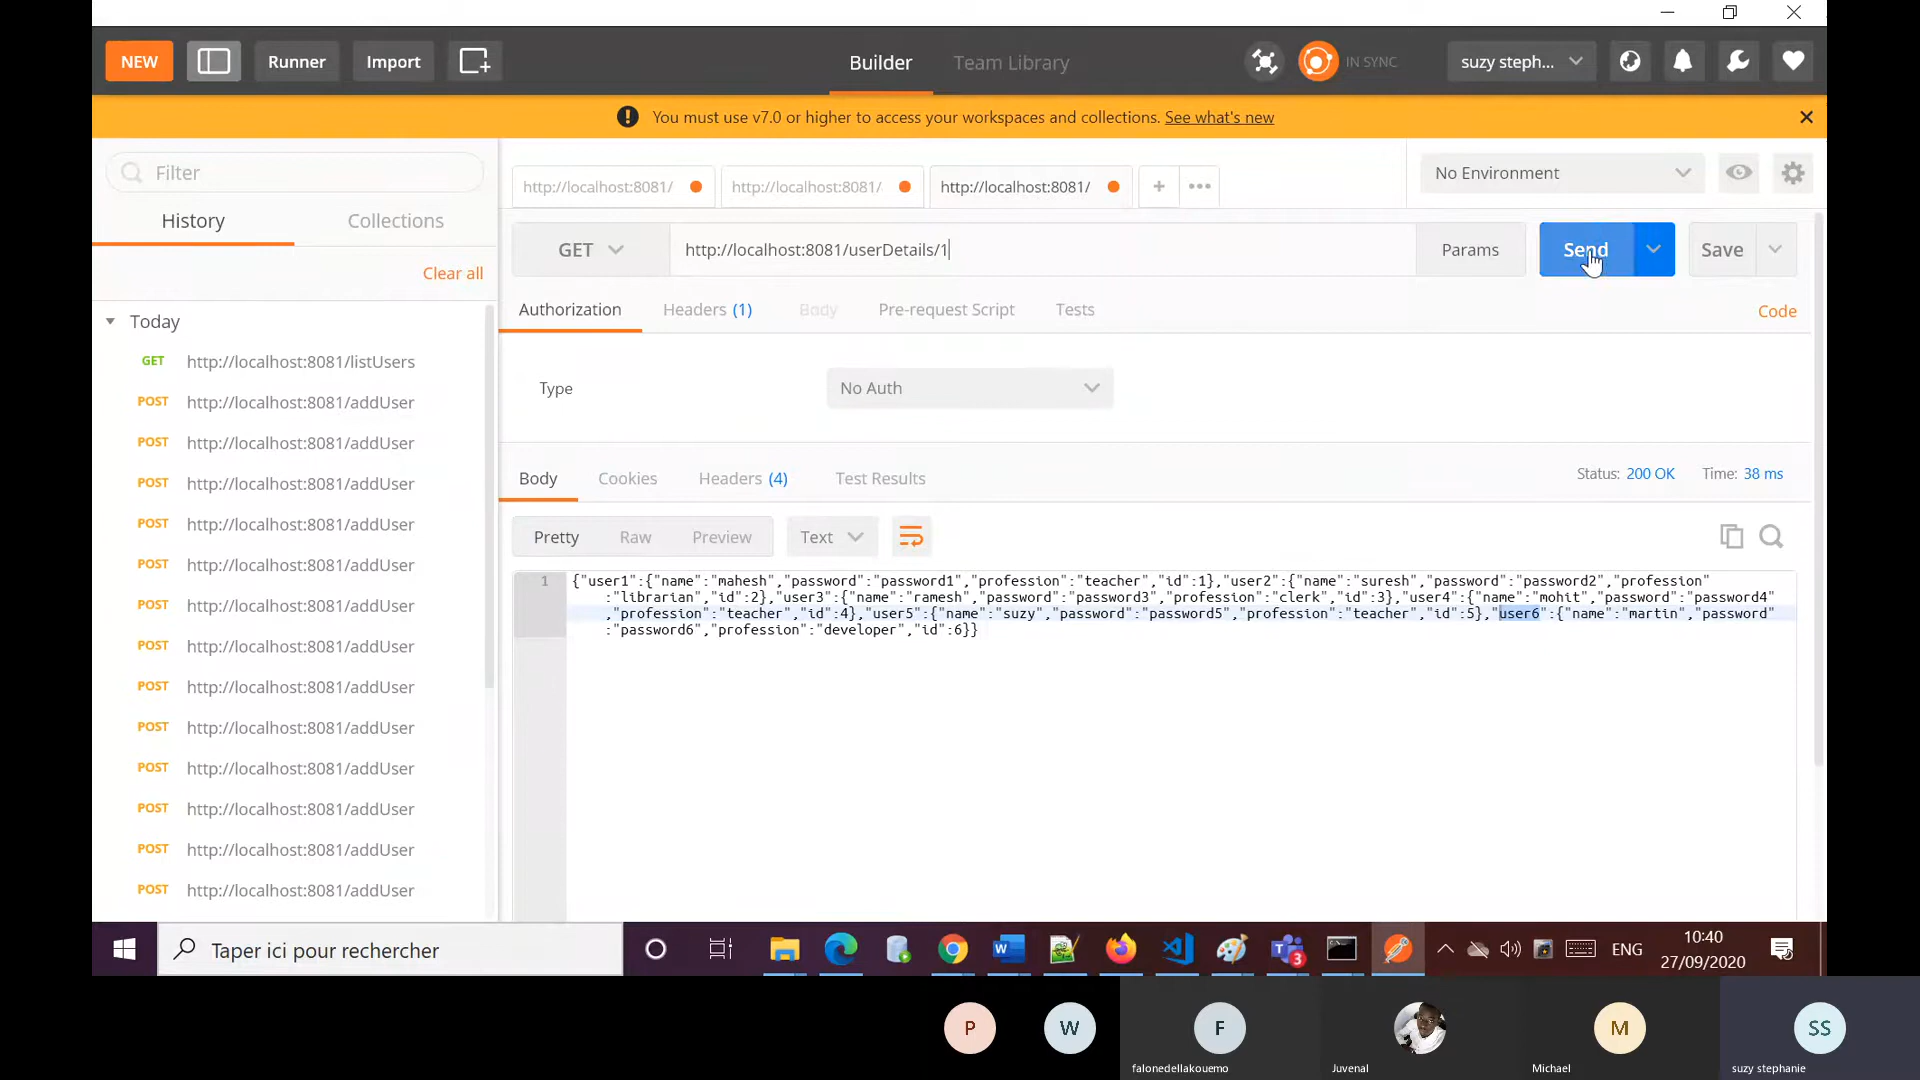 NEW
Runner
Import
Builder
Team Library
IN SYNC
suzy steph...
You must use v7.0 or higher to access your workspaces and collections. See what's new
Filter
http://localhost:8081/
http://localhost:8081/
http://localhost:8081/
No Environment
History
Collections
GET
http://localhost:8081/userDetails/1
Params
Send
Save
Clear all
Authorization
Headers (1)
Body
Pre-request Script
Tests
Code
Today
GET http://localhost:8081/listUsers
POST http://localhost:8081/addUser
POST http://localhost:8081/addUser
POST http://localhost:8081/addUser
POST http://localhost:8081/addUser
POST http://localhost:8081/addUser
POST http://localhost:8081/addUser
POST http://localhost:8081/addUser
POST http://localhost:8081/addUser
POST http://localhost:8081/addUser
POST http://localhost:8081/addUser
POST http://localhost:8081/addUser
POST http://localhost:8081/addUser
POST http://localhost:8081/addUser
Type
No Auth
Body
Cookies
Headers (4)
Test Results
Status: 200 OK
Time: 38 ms
Pretty
Raw
Preview
Text
1
{"user1":{"name":"mahesh","password":"password1","profession":"teacher","id":1},"user2":{"name":"suresh","password":"password2","profession"
:"librarian","id":2},"user3":{"name":"ramesh","password":"password3","profession":"clerk","id":3},"user4":{"name":"mohit","password":"password4"
,"profession":"teacher","id":4},"user5":{"name":"suzy","password":"password5","profession":"teacher","id":5},"user6":{"name":"martin","password"
:"password6","profession":"developer","id":6}}
Taper ici pour rechercher
3
ENG
10:40
27/09/2020
P
W
F
M
SS
falonedellakouemo
Juvenal
Michael
suzy stephanie